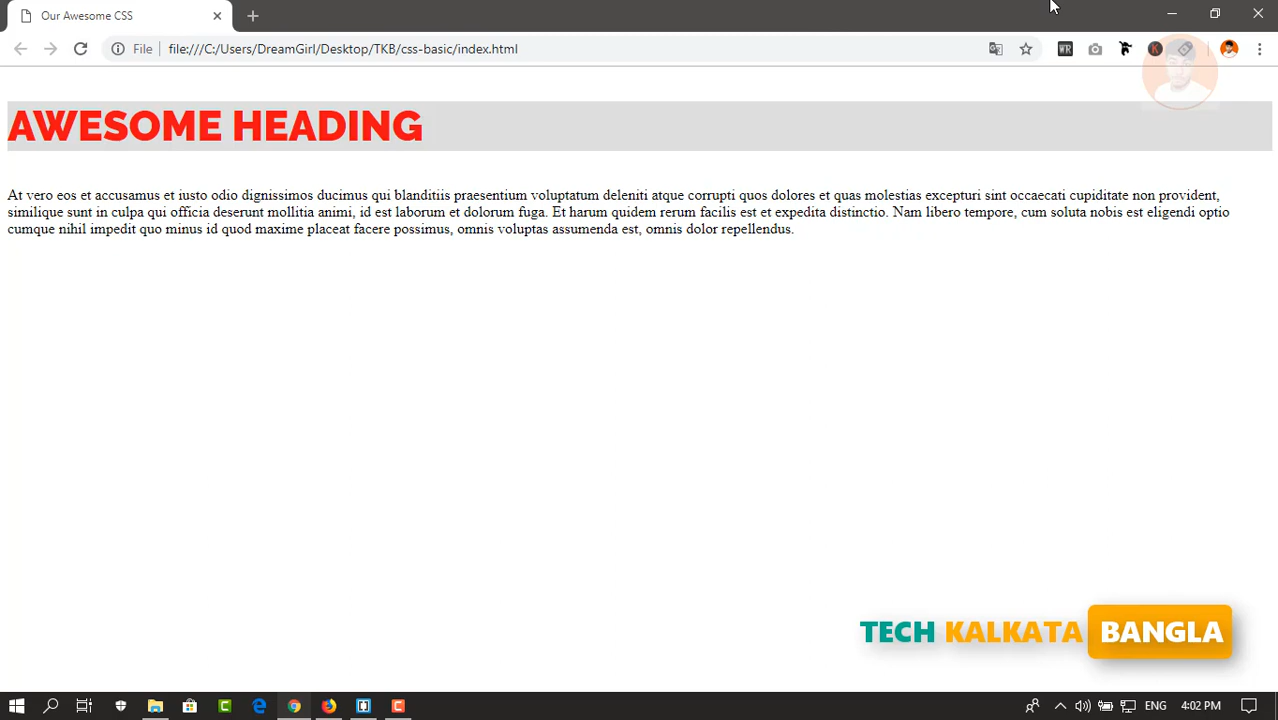 Our Awesome CSS
File file:///C:/Users/DreamGirl/Desktop/TKB/css-basic/index.html
AWESOME HEADING
At vero eos et accusamus et iusto odio dignissimos ducimus qui blanditiis praesentium voluptatum deleniti atque corrupti quos dolores et quas molestias excepturi sint occaecati cupiditate non provident,
similique sunt in culpa qui officia deserunt mollitia animi, id est laborum et dolorum fuga. Et harum quidem rerum facilis est et expedita distinctio. Nam libero tempore, cum soluta nobis est eligendi optio
cumque nihil impedit quo minus id quod maxime placeat facere possimus, omnis voluptas assumenda est, omnis dolor repellendus.
TECH KALKATA BANGLA
ENG 4:02 PM